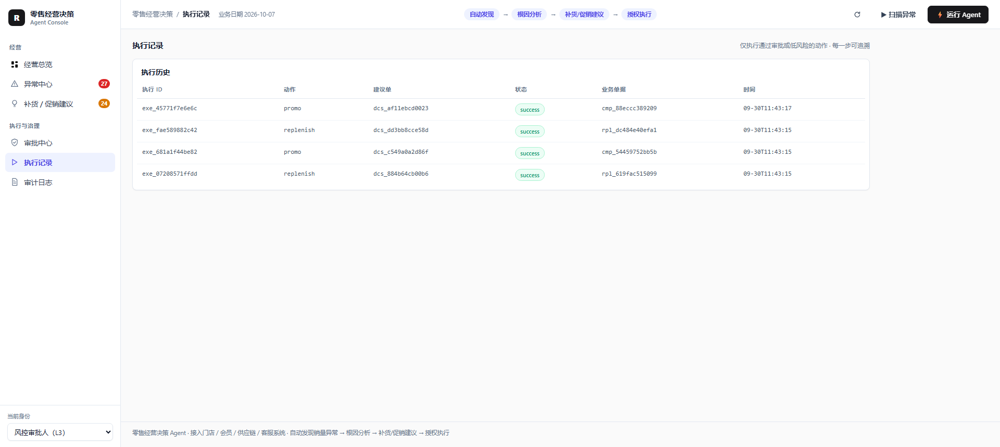 R
零售经营决策
Agent Console
经营
经营总览
异常中心 27
补货 / 促销建议 24
执行与治理
审批中心
执行记录
审计日志
当前身份
风控审批人（L3）
零售经营决策 / 执行记录 业务日期 2026-10-07
自动发现 → 根因分析 → 补货/促销建议 → 授权执行
扫描异常
运行 Agent
执行记录
仅执行通过审批或低风险的动作 · 每一步可追溯
执行历史
执行 ID 动作 建议单 状态 业务单据 时间
exe_45771f7e6e6c promo dcs_af11ebcd0023 success cmp_88eccc389209 09-30T11:43:17
exe_fae589882c42 replenish dcs_dd3bb8cce58d success rpl_dc484e40efa1 09-30T11:43:15
exe_681a1f44be82 promo dcs_c549a0a2d86f success cmp_54459752bb5b 09-30T11:43:15
exe_07208571ffdd replenish dcs_884b64cb00b6 success rpl_619fac515099 09-30T11:43:15
零售经营决策 Agent · 接入门店 / 会员 / 供应链 / 客服系统 · 自动发现销量异常 → 根因分析 → 补货/促销建议 → 授权执行